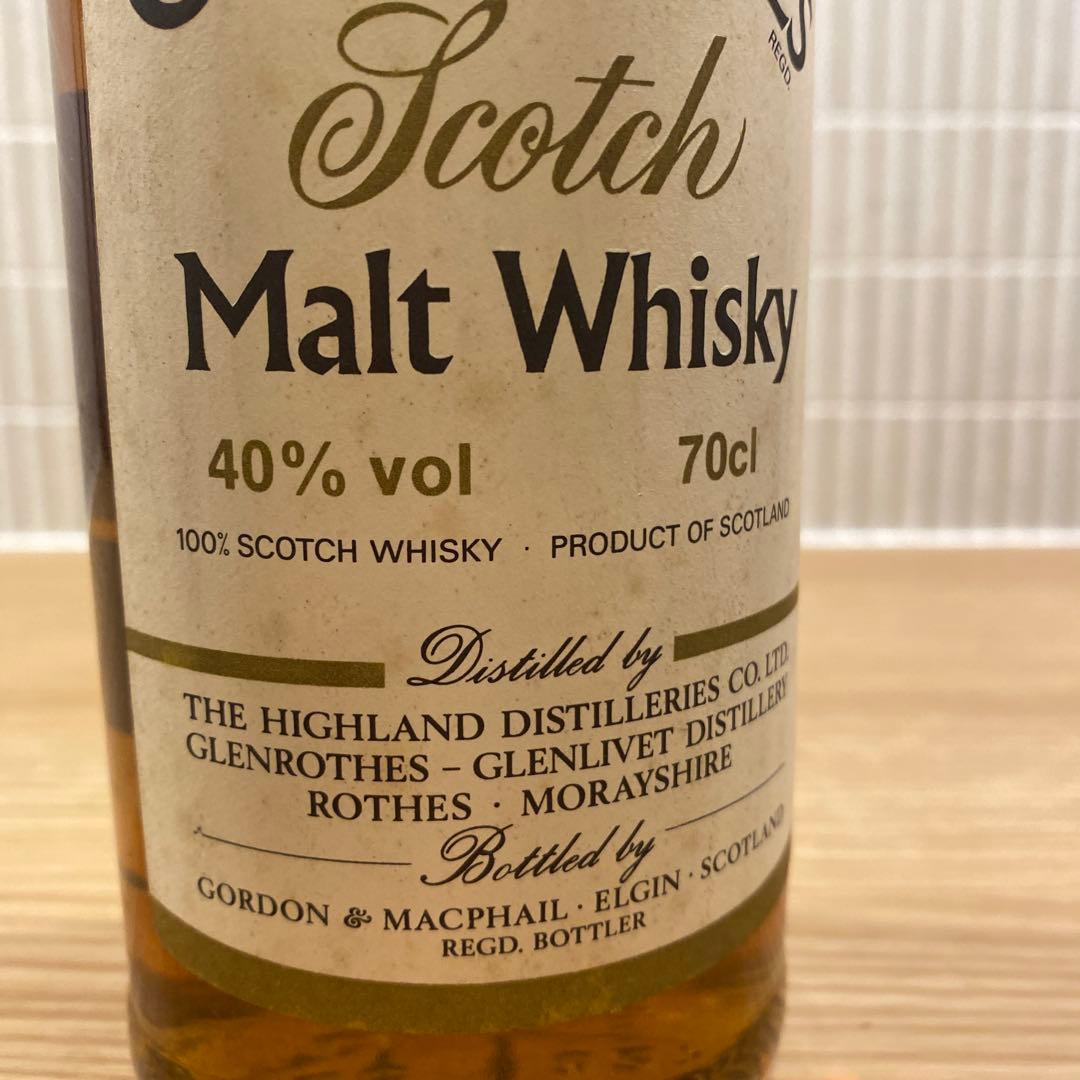 REGD.
Scotch
Malt Whisky
40% vol 70cl
100% SCOTCH WHISKY · PRODUCT OF SCOTLAND
Distilled by
THE HIGHLAND DISTILLERIES CO. LTD.
GLENROTHES – GLENLIVET DISTILLERY
ROTHES · MORAYSHIRE
Bottled by
GORDON & MACPHAIL · ELGIN · SCOTLAND
REGD. BOTTLER